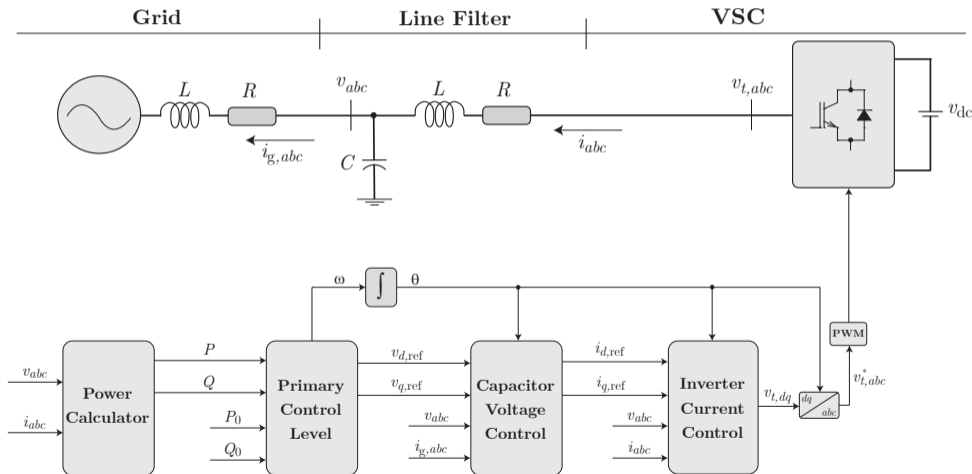 Grid Line Filter VSC
L R v_abc L R v_t,abc
v_dc
i_g,abc i_abc
C
ω ∫ θ
PWM
P v_d,ref i_d,ref
v_abc Q v_q,ref i_q,ref v*_t,abc
Power Calculator
Primary Control Level
Capacitor Voltage Control
Inverter Current Control
v_t,dq dq abc
i_abc P_0 v_abc v_abc
Q_0 i_g,abc i_abc